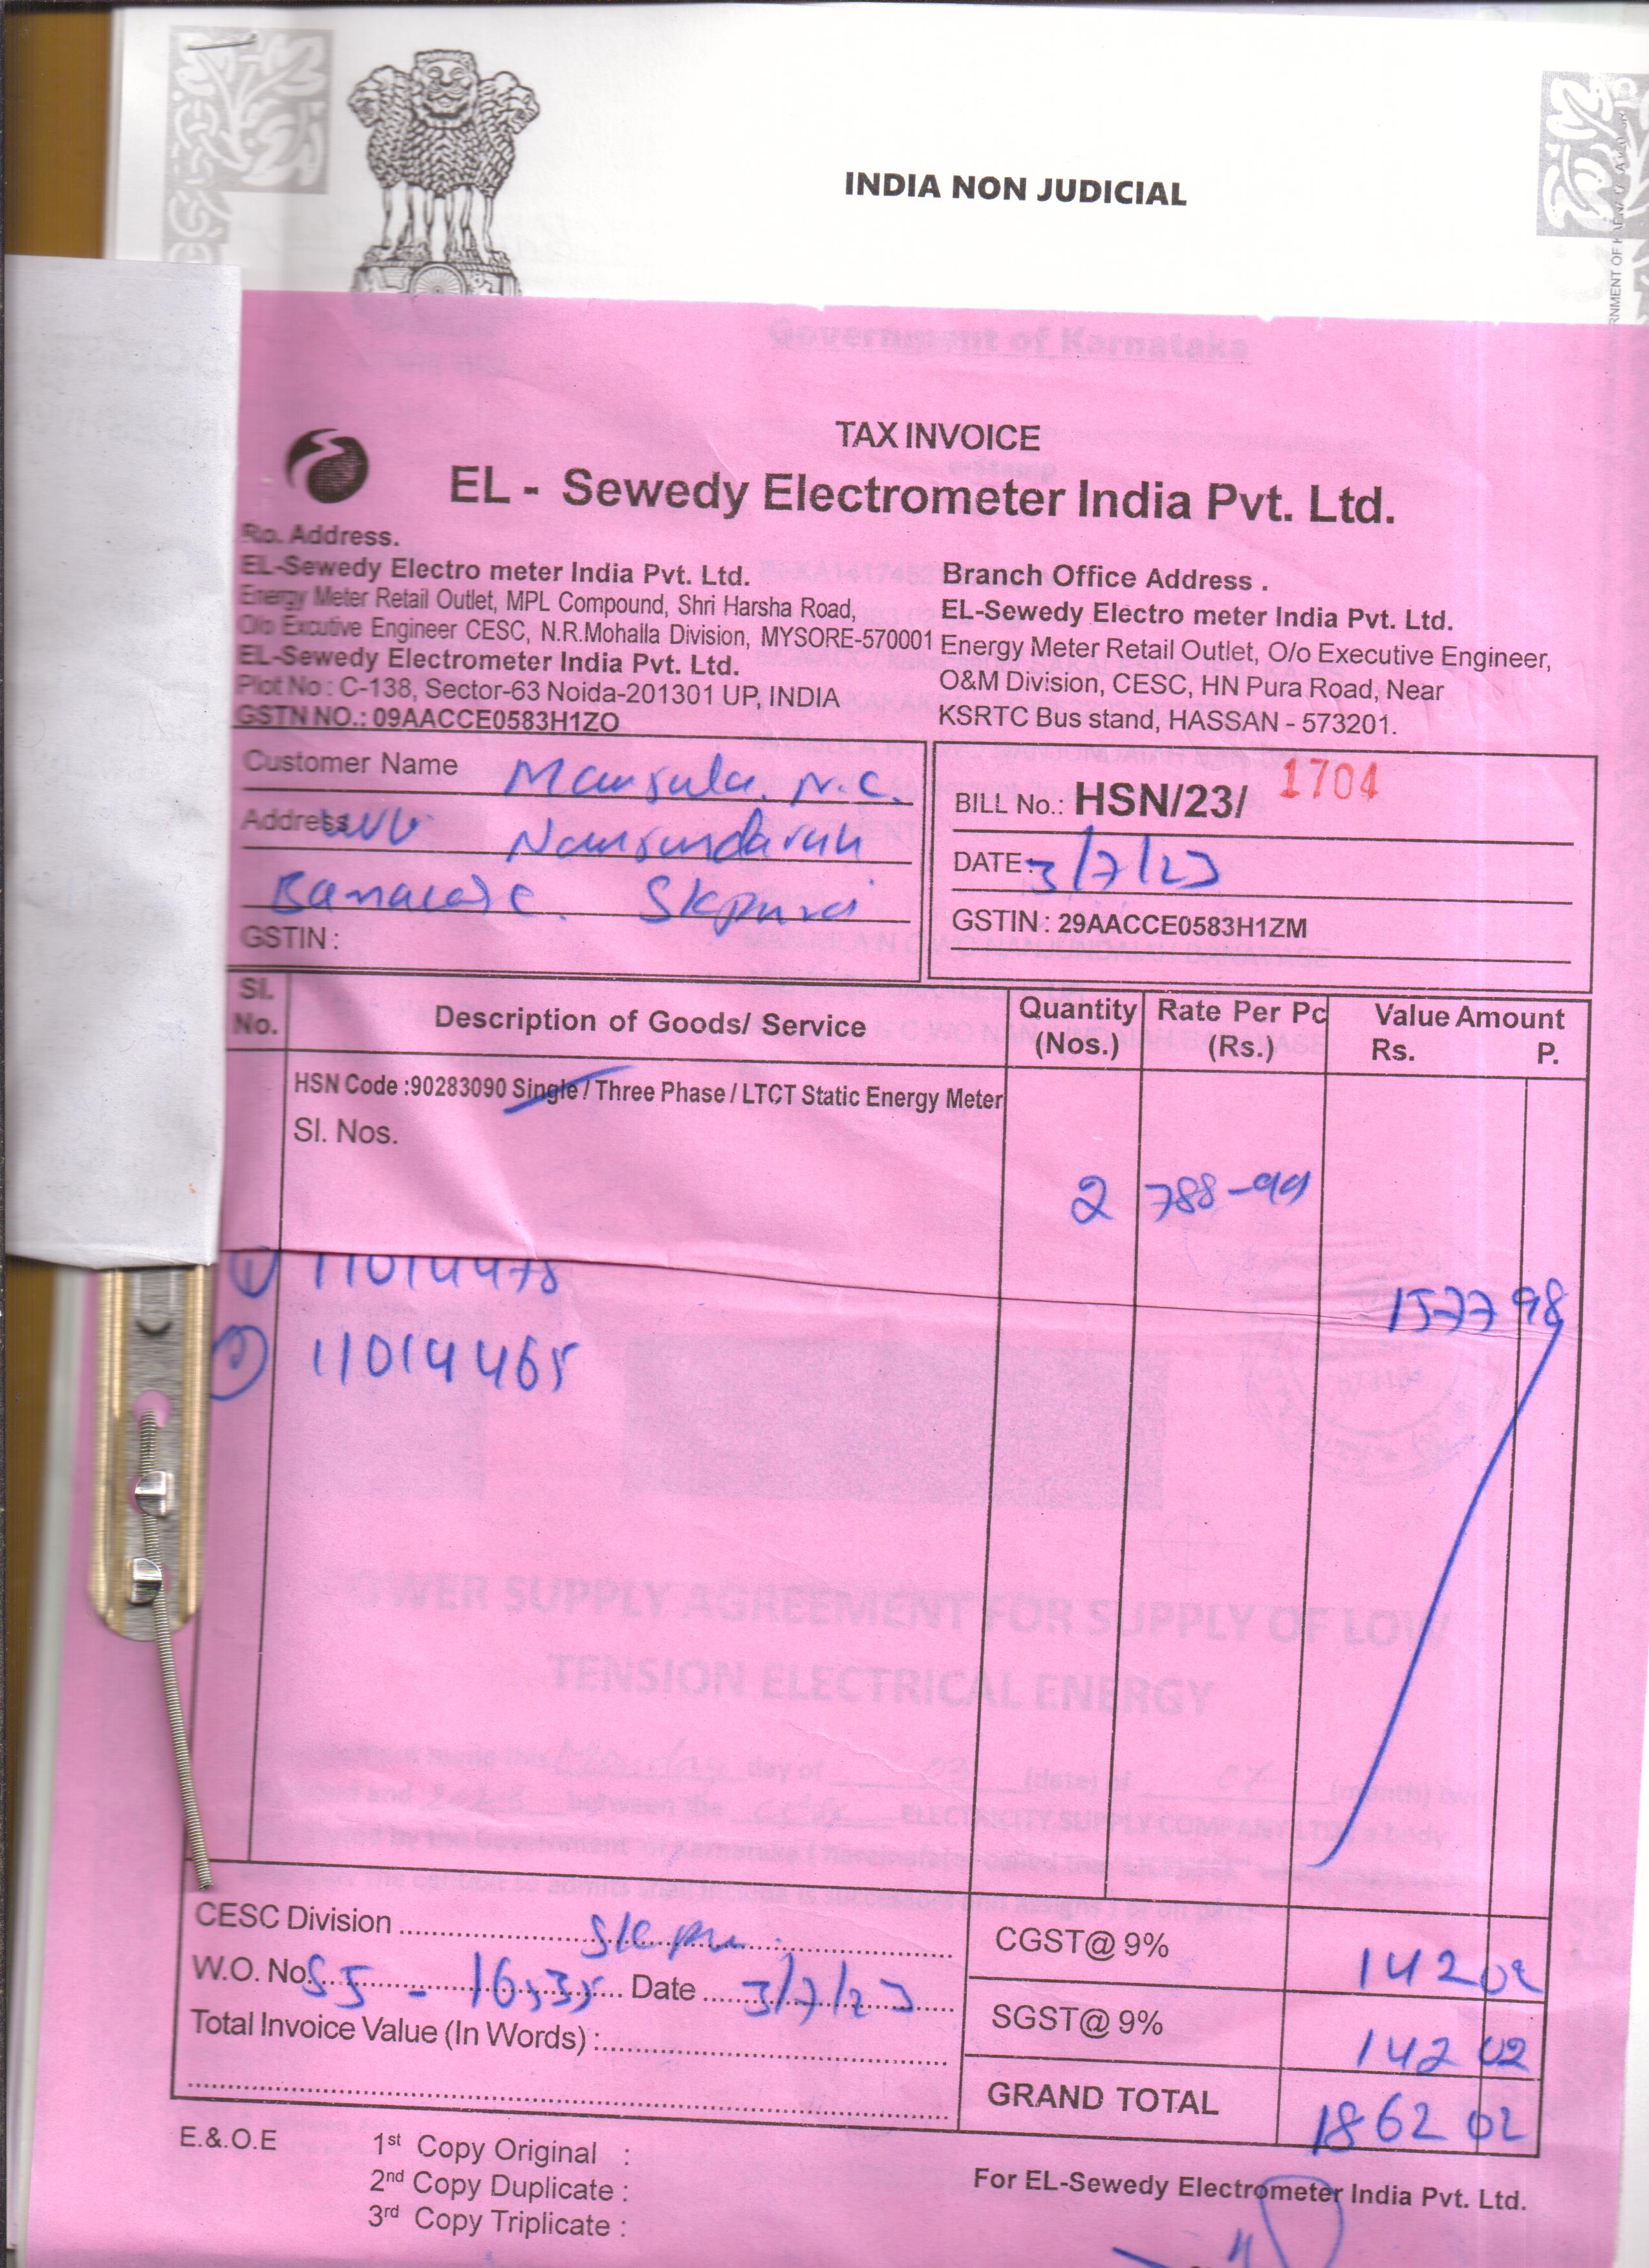 INDIA NON JUDICIAL
Government of Karnataka
TAX INVOICE
EL - Sewedy Electrometer India Pvt. Ltd.
Ro. Address.
EL-Sewedy Electro meter India Pvt. Ltd.
Energy Meter Retail Outlet, MPL Compound, Shri Harsha Road,
O/o Excutive Engineer CESC, N.R.Mohalla Division, MYSORE-570001
EL-Sewedy Electrometer India Pvt. Ltd.
Plot No : C-138, Sector-63 Noida-201301 UP, INDIA
GSTN NO.: 09AACCE0583H1ZO
Branch Office Address .
EL-Sewedy Electro meter India Pvt. Ltd.
Energy Meter Retail Outlet, O/o Executive Engineer,
O&M Division, CESC, HN Pura Road, Near
KSRTC Bus stand, HASSAN - 573201.
Customer Name Manjula. N.C.
Address W/o Nanjundaiah
Banakere. Skpura
GSTIN :
BILL No.: HSN/23/ 1704
DATE: 3/7/23
GSTIN : 29AACCE0583H1ZM
Sl. No. Description of Goods/ Service Quantity (Nos.) Rate Per Pc (Rs.) Value Amount Rs. P.
HSN Code :90283090 Single / Three Phase / LTCT Static Energy Meter
Sl. Nos.
2 788-99
1 11014478
1577 98
2 11014465
POWER SUPPLY AGREEMENT FOR SUPPLY OF LOW
TENSION ELECTRICAL ENERGY
CESC Division Skpu
W.O. No. SJ - 16535 Date 3/7/23
Total Invoice Value (In Words) :
CGST@ 9% 142 02
SGST@ 9% 142 02
GRAND TOTAL 1862 02
E.& .O.E
1st Copy Original :
2nd Copy Duplicate :
3rd Copy Triplicate :
For EL-Sewedy Electrometer India Pvt. Ltd.